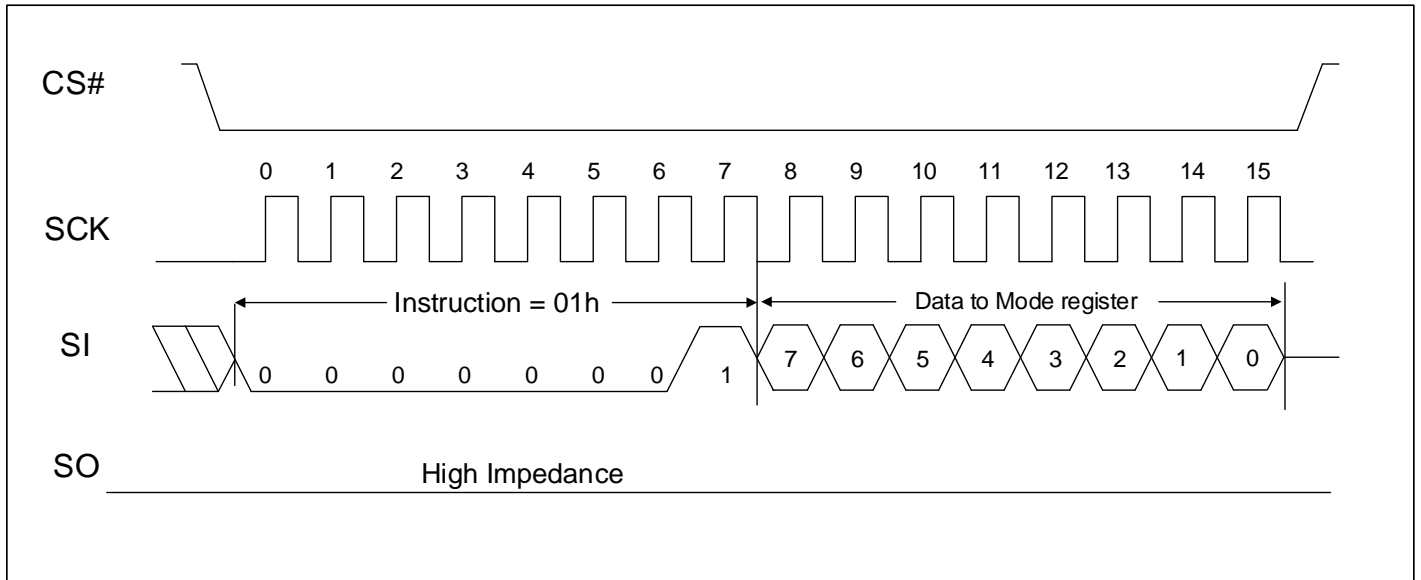 CS#
0 1 2 3 4 5 6 7 8 9 10 11 12 13 14 15
SCK
Instruction = 01h
Data to Mode register
SI
0 0 0 0 0 0 0 1 7 6 5 4 3 2 1 0
SO
High Impedance